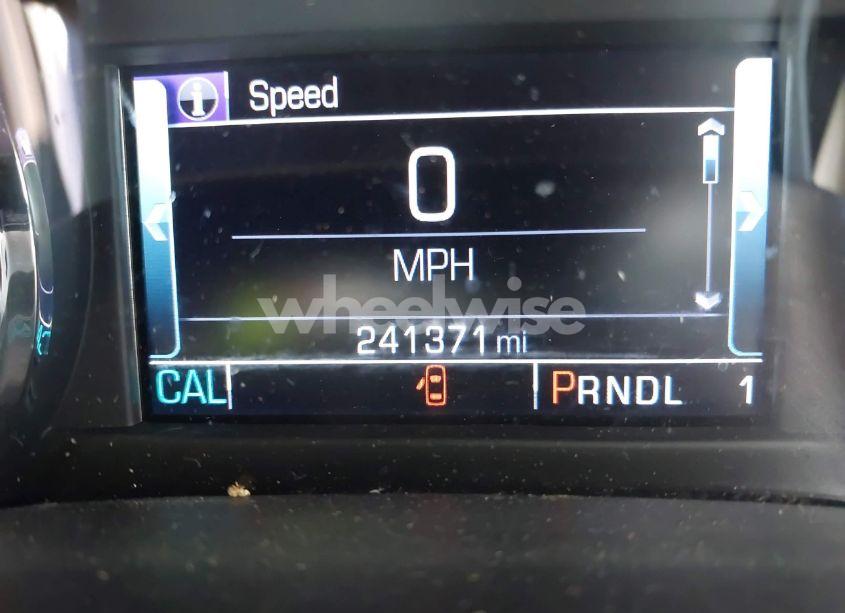 Speed
0
MPH
wheelwise
241371 mi
CAL PRNDL 1